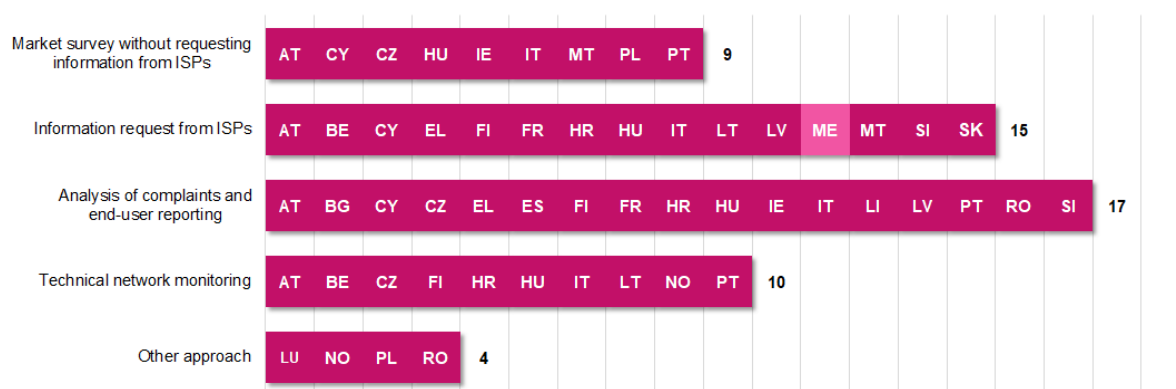 Market survey without requesting
information from ISPs
AT CY CZ HU IE IT MT PL PT 9
Information request from ISPs
AT BE CY EL FI FR HR HU IT LT LV ME MT SI SK 15
Analysis of complaints and
end-user reporting
AT BG CY CZ EL ES FI FR HR HU IE IT LI LV PT RO SI 17
Technical network monitoring
AT BE CZ FI HR HU IT LT NO PT 10
Other approach
LU NO PL RO 4